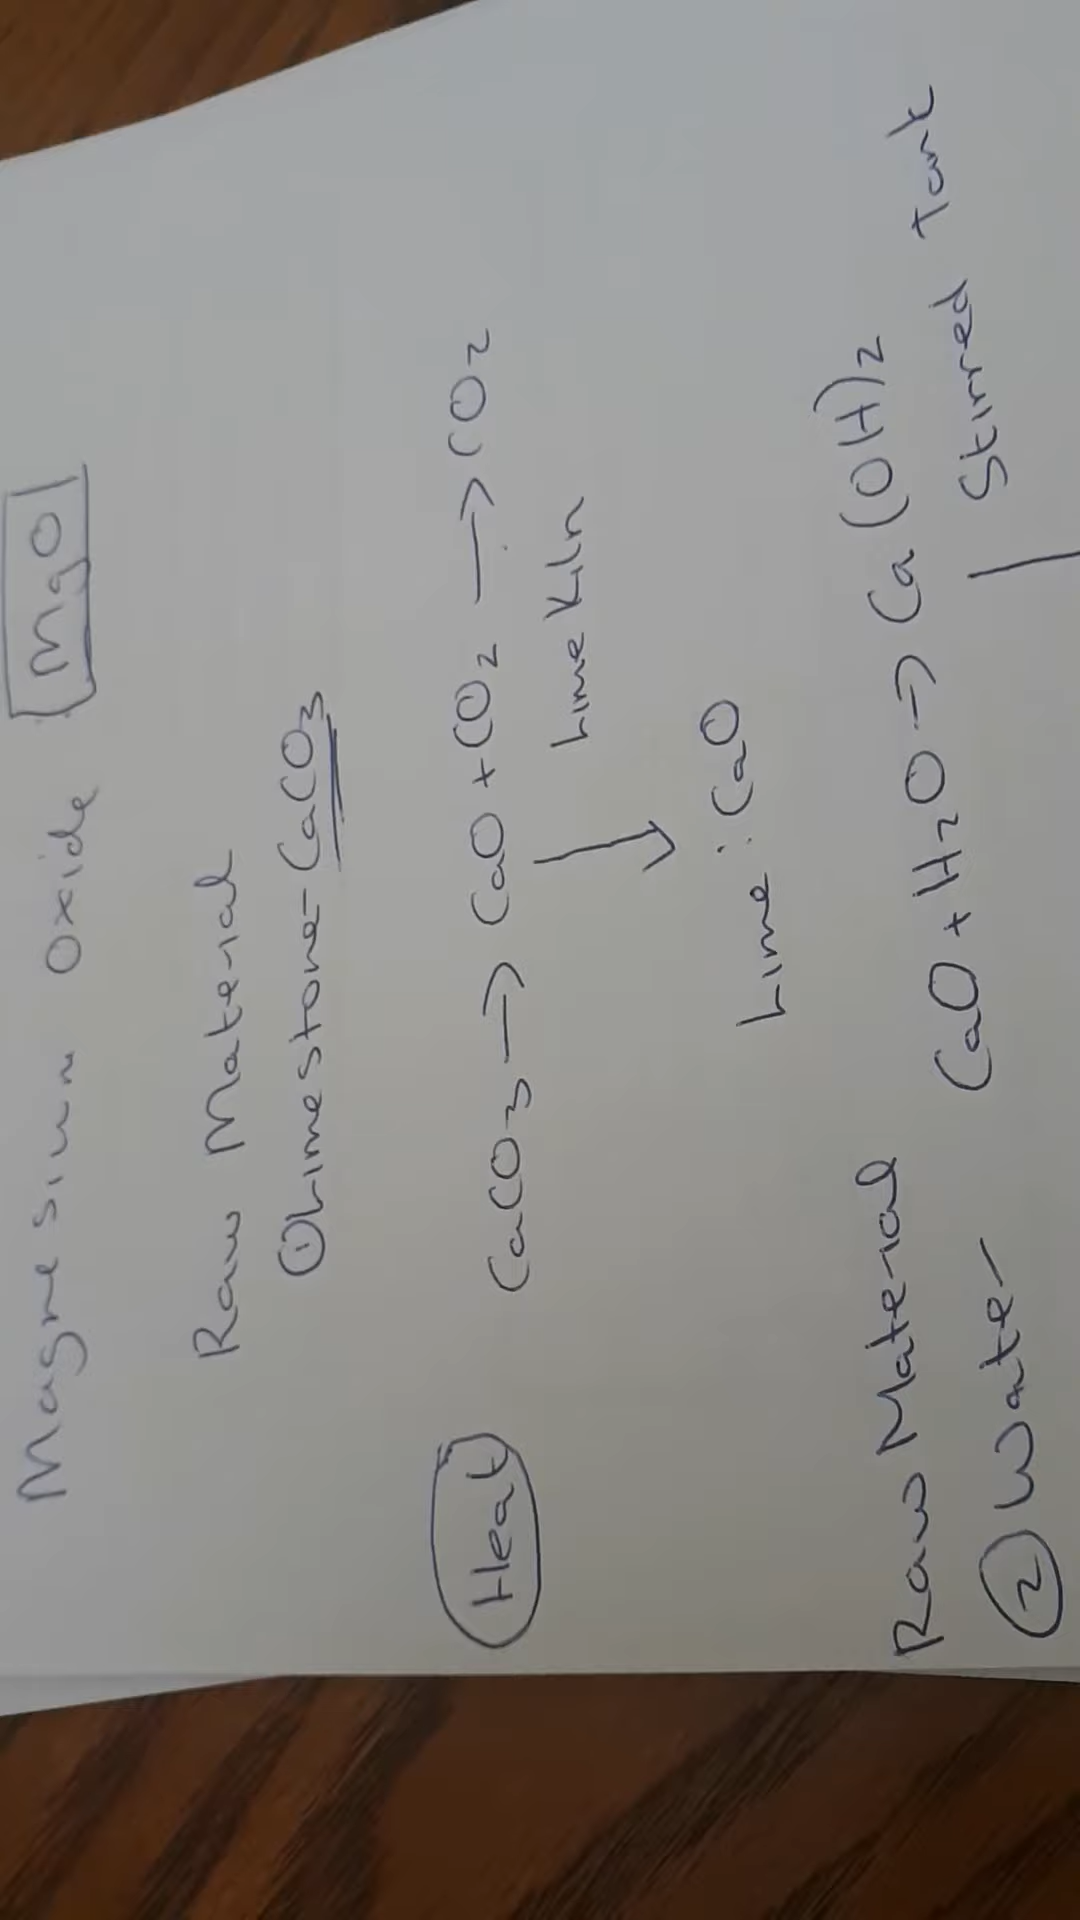 Magnesium Oxide MgO
Raw Material
① Limestone - CaCO3
Heat CaCO3 → CaO + CO2 → CO2
Lime Kiln
Lime : CaO
Raw Material CaO + H2O → Ca(OH)2
② Water Stirred Tank